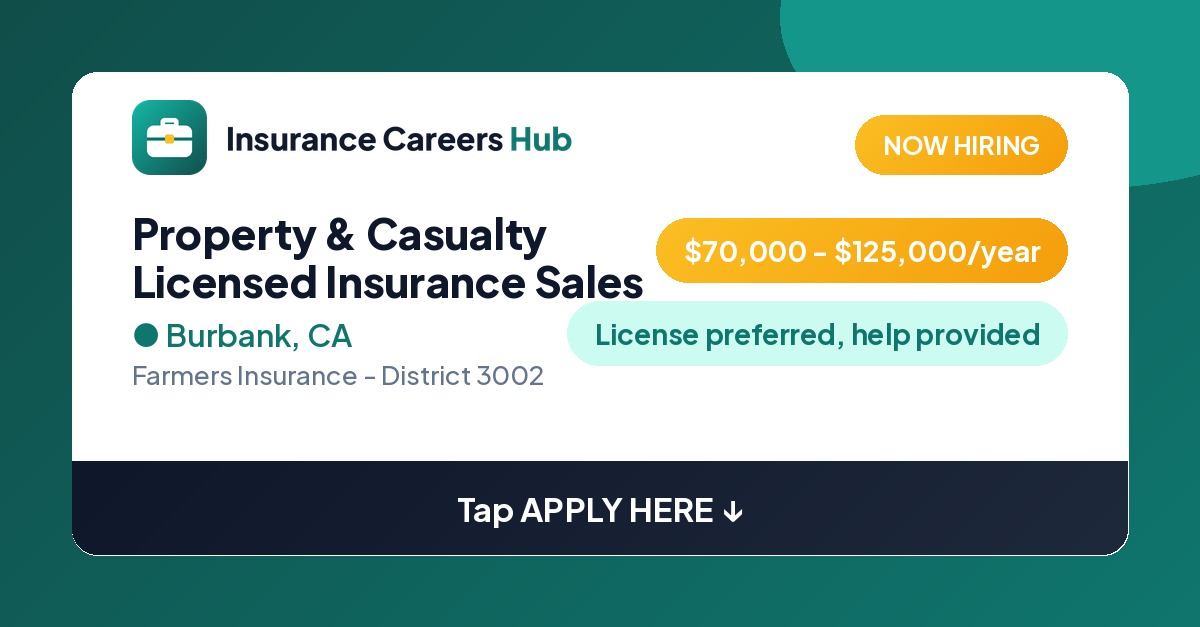 Insurance Careers Hub
NOW HIRING
Property & Casualty
Licensed Insurance Sales
$70,000 – $125,000/year
Burbank, CA
License preferred, help provided
Farmers Insurance – District 3002
Tap APPLY HERE ↓